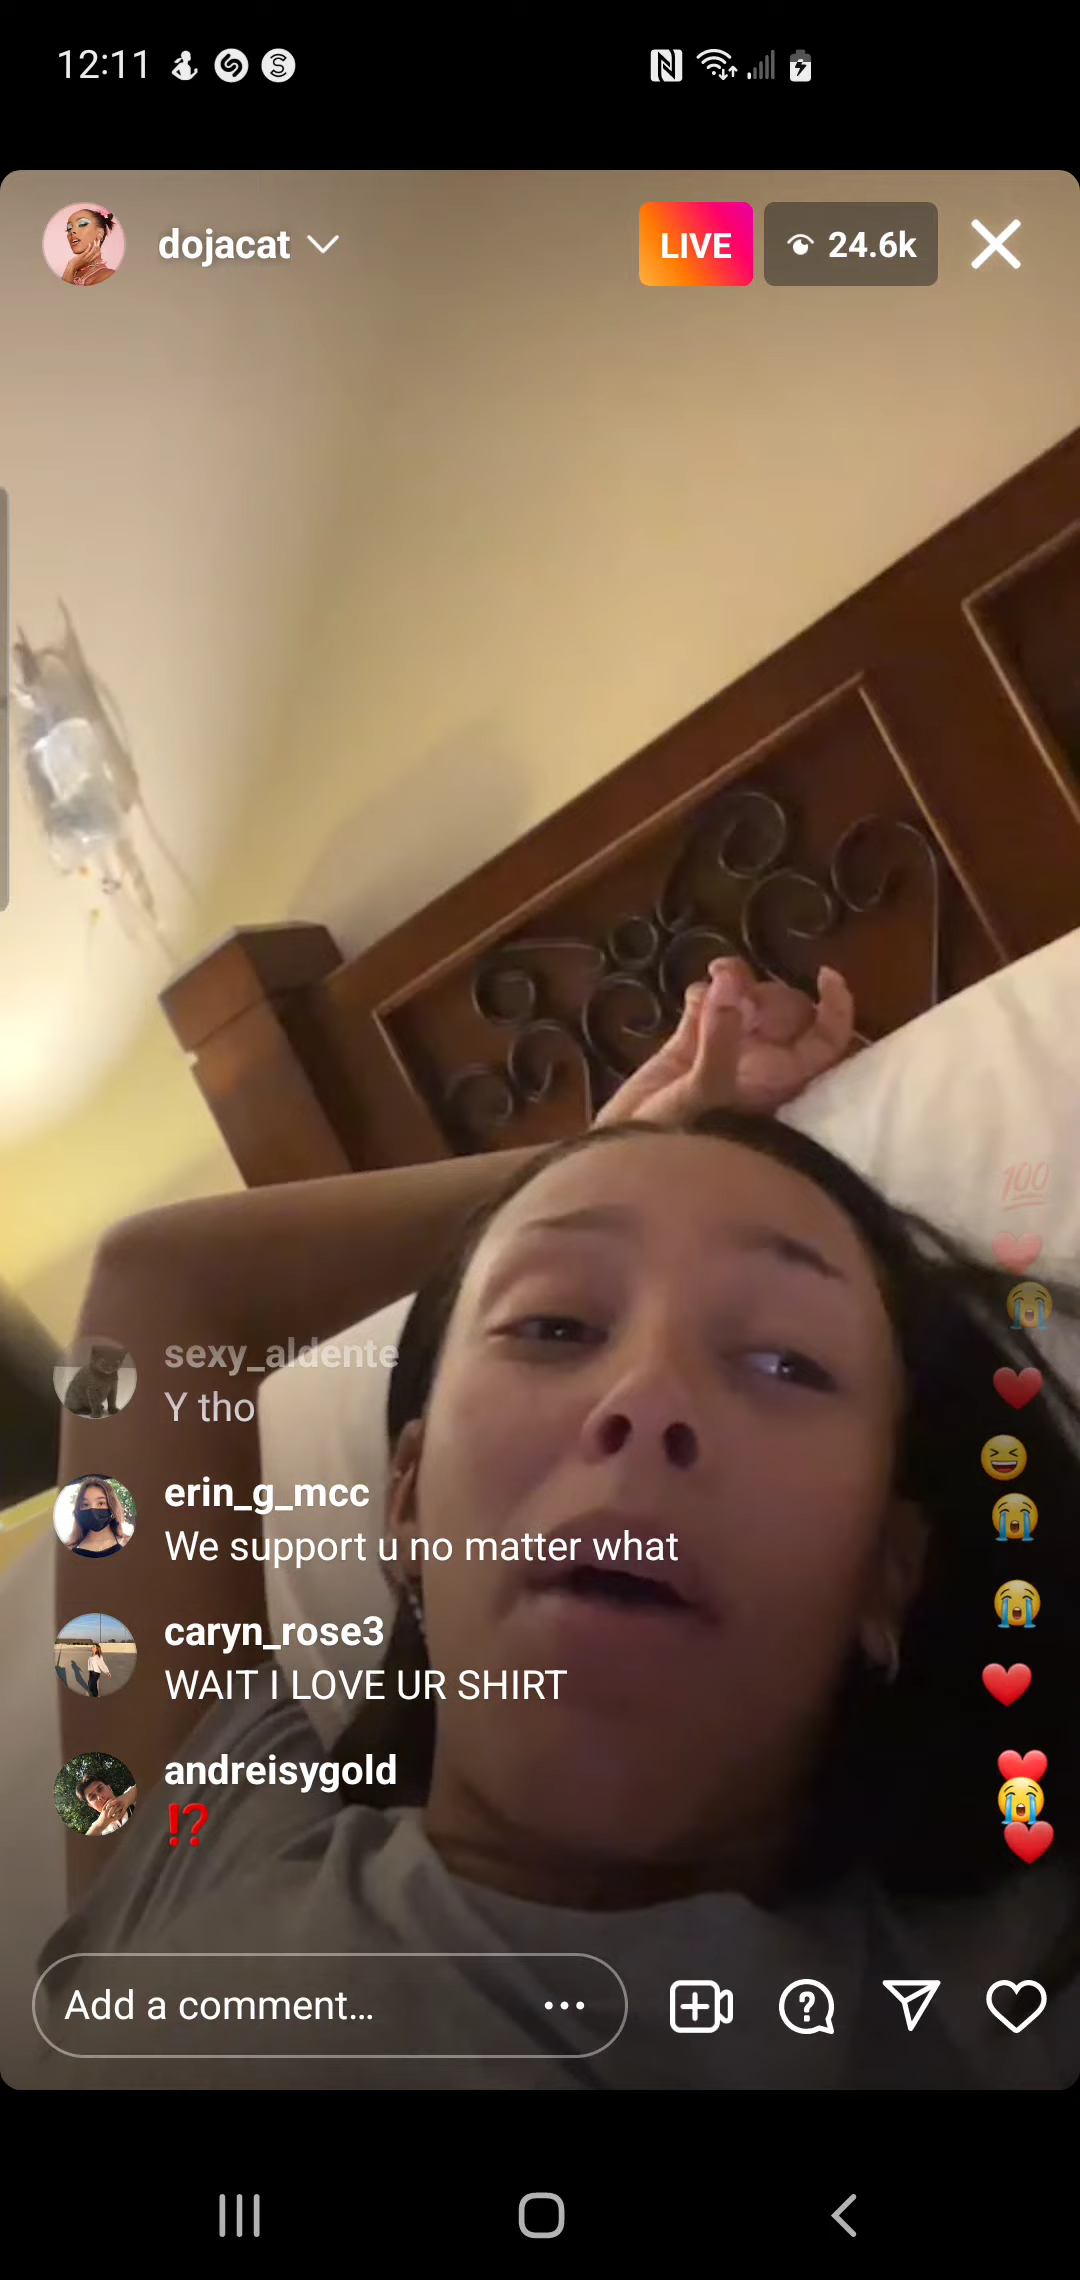 12:11
dojacat
LIVE
24.6k
💯
sexy_aldente
Y tho
erin_g_mcc
We support u no matter what
caryn_rose3
WAIT I LOVE UR SHIRT
andreisygold
⁉️
Add a comment...